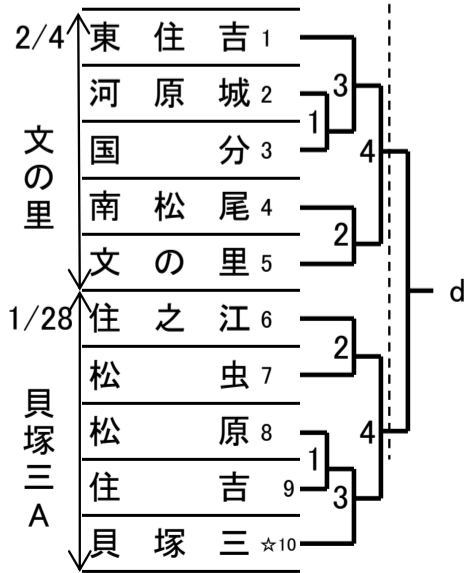 2/4
文の里
東住吉 1
河原城 2
国分 3
南松尾 4
文の里 5
1/28
貝塚三A
住之江 6
松虫 7
松原 8
住吉 9
貝塚三 ☆10
1
3
2
4
2
1
3
4
d